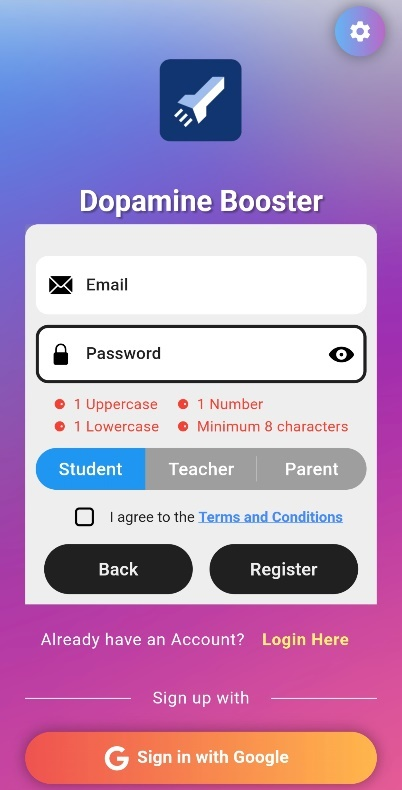 Dopamine Booster
Email
Password
1 Uppercase 1 Number
1 Lowercase Minimum 8 characters
Student Teacher Parent
I agree to the Terms and Conditions
Back Register
Already have an Account? Login Here
Sign up with
Sign in with Google